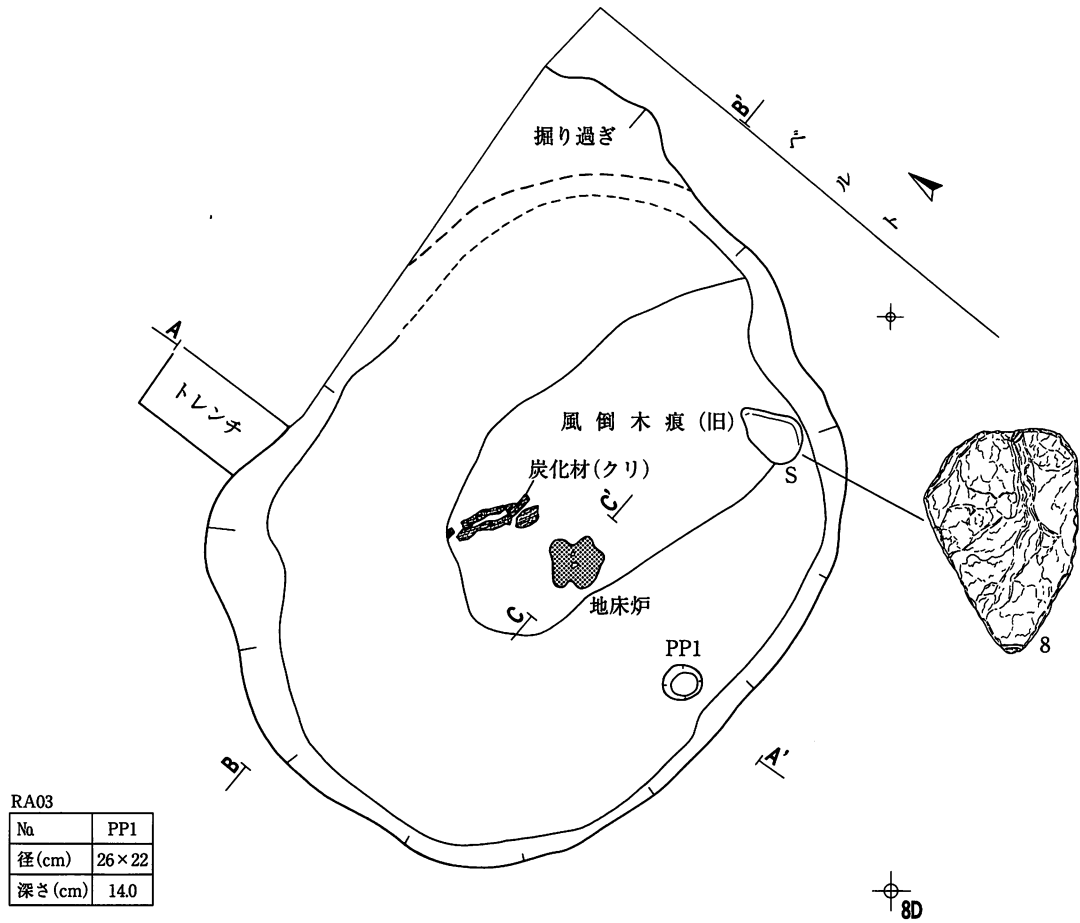 掘り過ぎ
B'
ベルト
A
トレンチ
風倒木痕(旧)
S
炭化材(クリ)
C'
地床炉
C
PP1
8
B
A'
RA03
№ PP1
径(cm) 26×22
深さ(cm) 14.0
8D